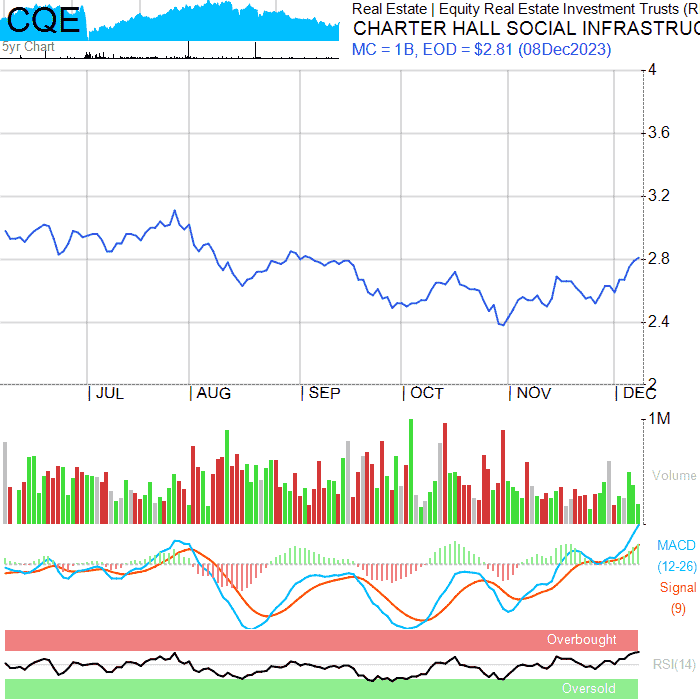 CQE
5yr Chart
Real Estate | Equity Real Estate Investment Trusts (R
CHARTER HALL SOCIAL INFRASTRUC
MC = 1B, EOD = $2.81 (08Dec2023)
4
3.6
3.2
2.8
2.4
2
JUL AUG SEP OCT NOV DEC
1M
Volume
MACD
(12-26)
Signal
(9)
Overbought
RSI(14)
Oversold